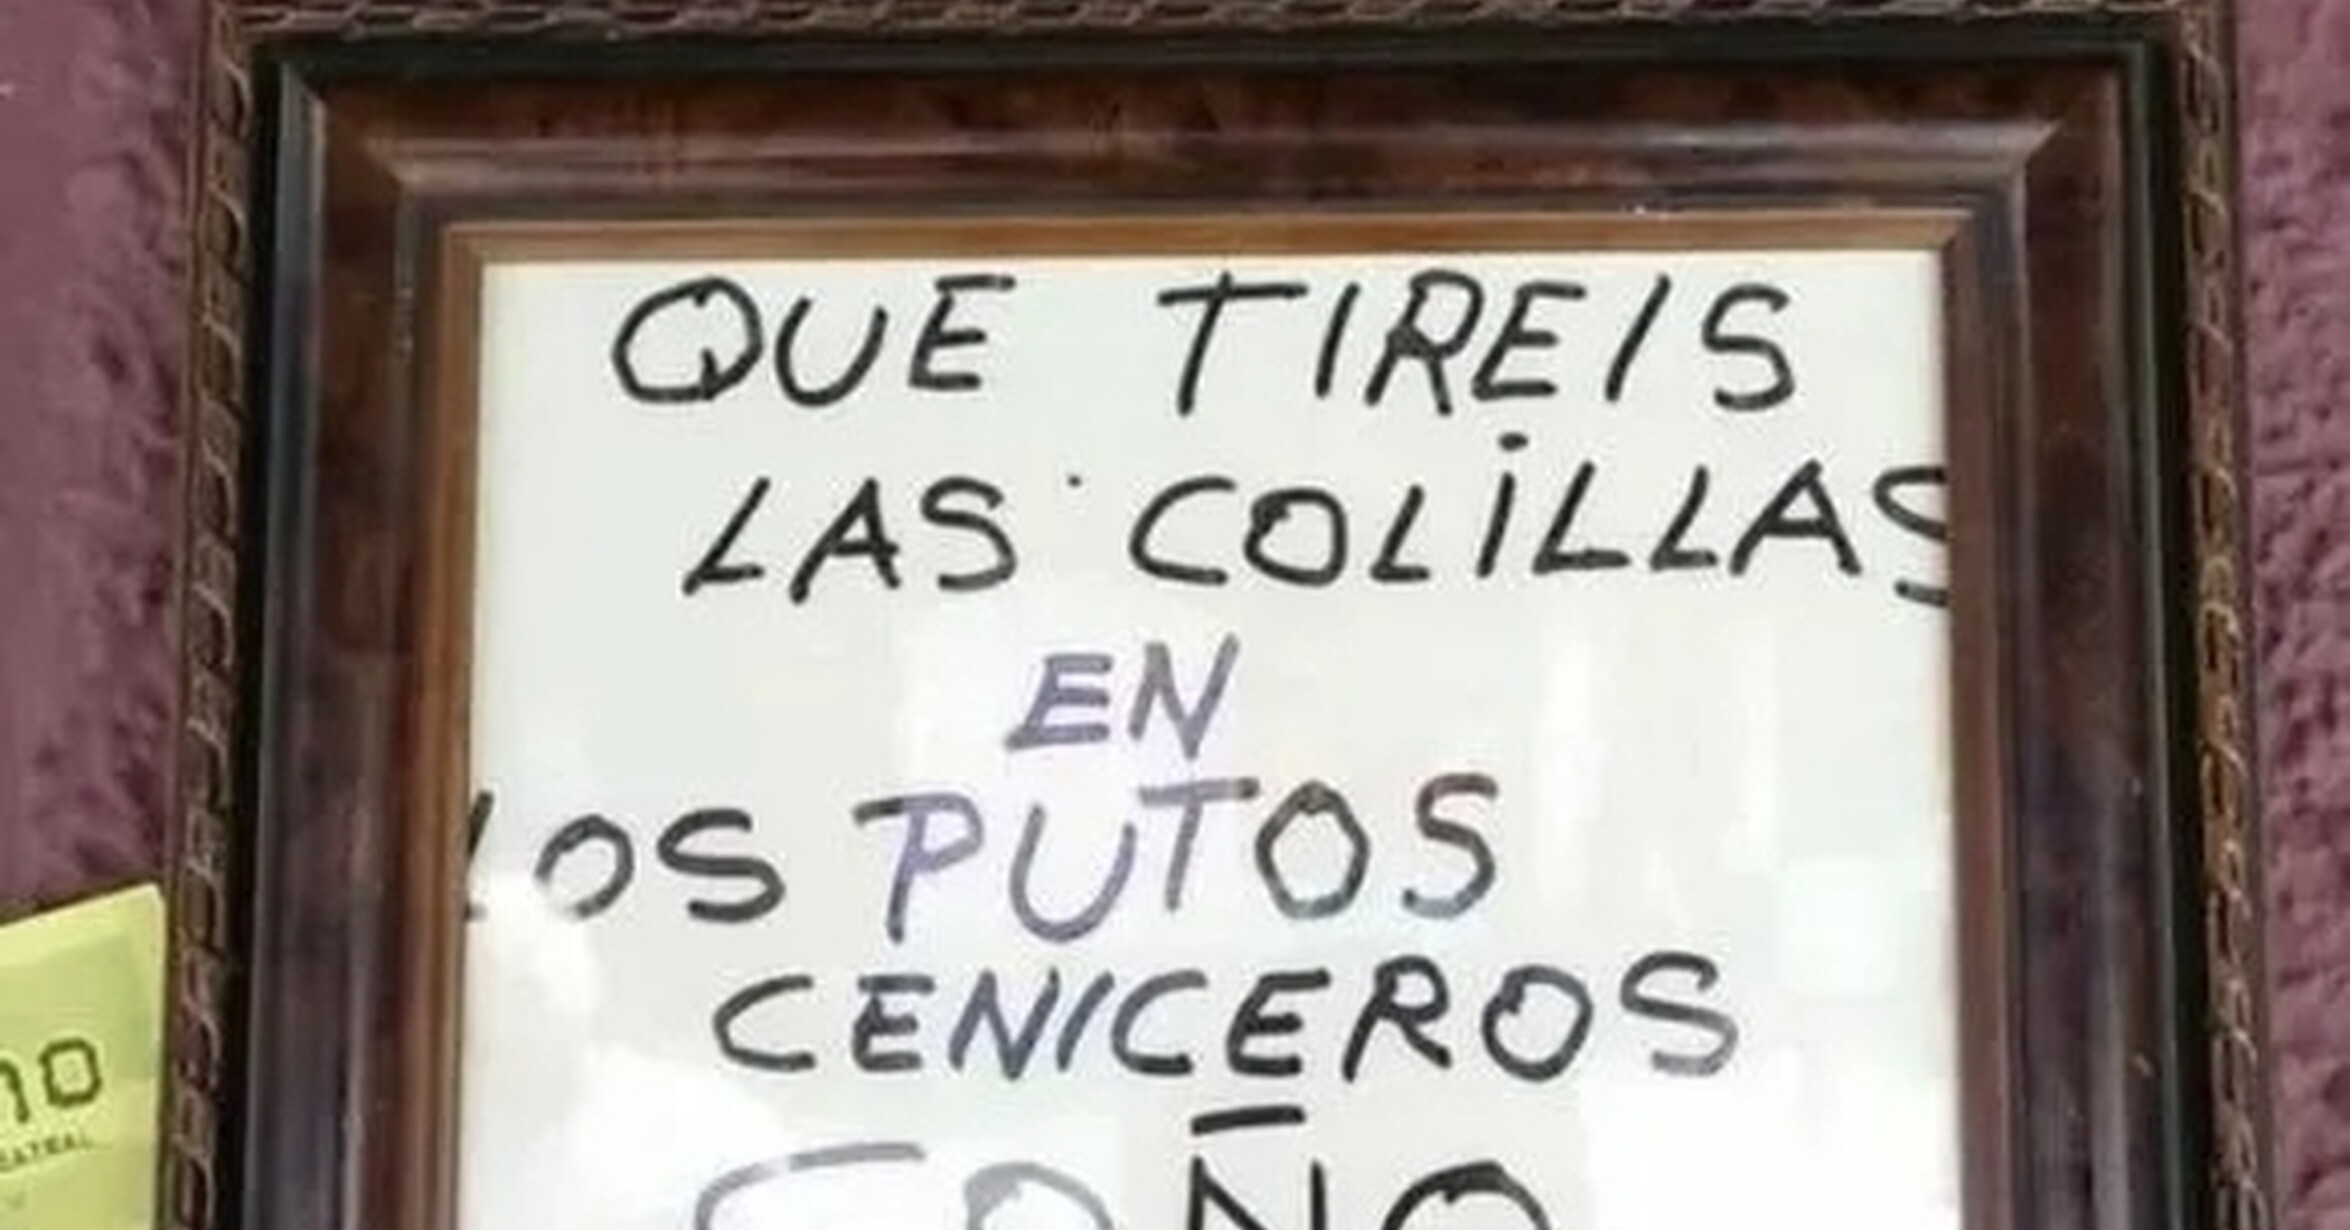 QUE TIREIS
LAS COLILLAS
EN
LOS PUTOS
CENICEROS
COÑO